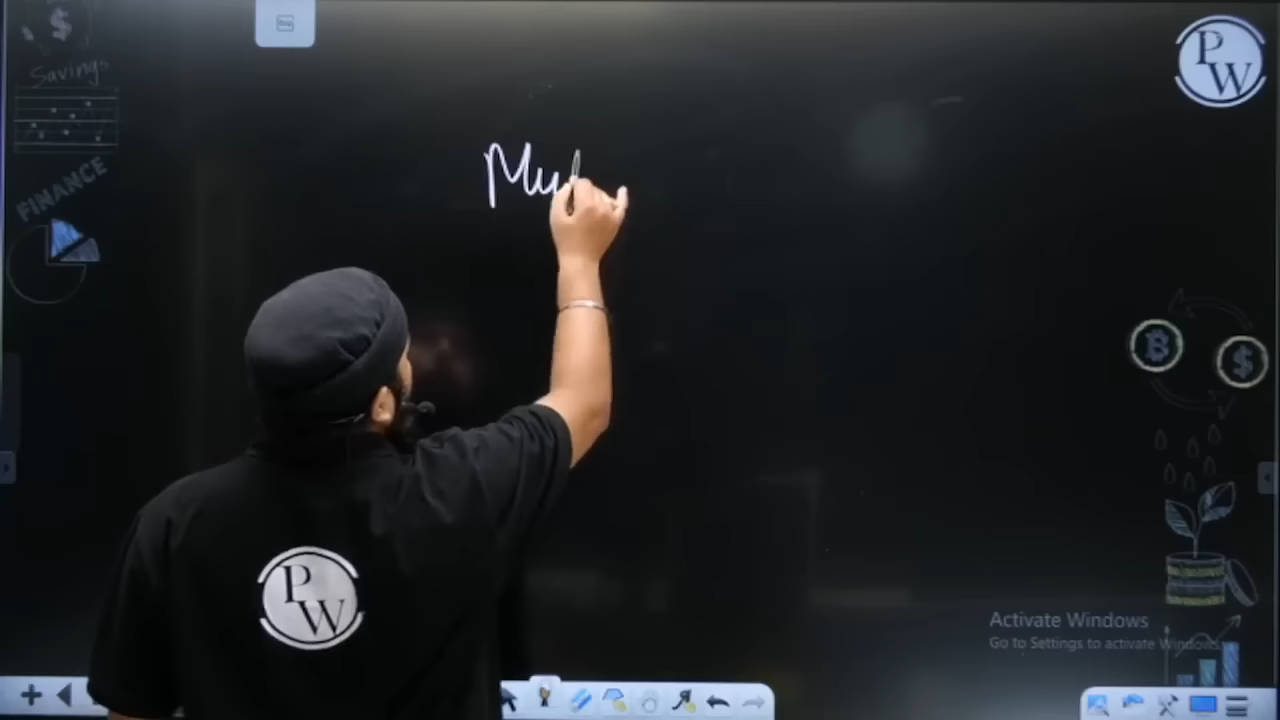 Savings
FINANCE
Mu
P
W
P
W
Activate Windows
Go to Settings to activate Windows.